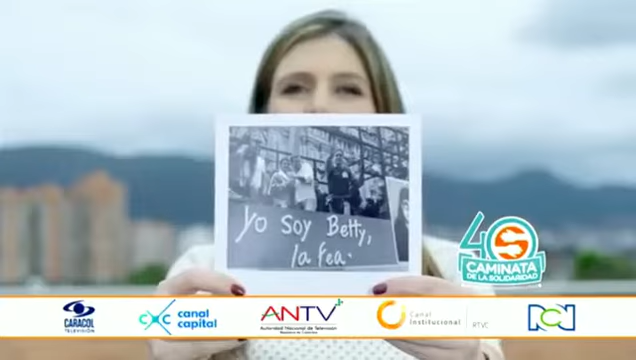 yo soy Betty,
la fea.
40 S
CAMINATA
DE LA SOLIDARIDAD
CARACOL
TELEVISIÓN
canal
capital
ANTV
Autoridad Nacional de Televisión
Canal
Institucional
RTVC
RCN